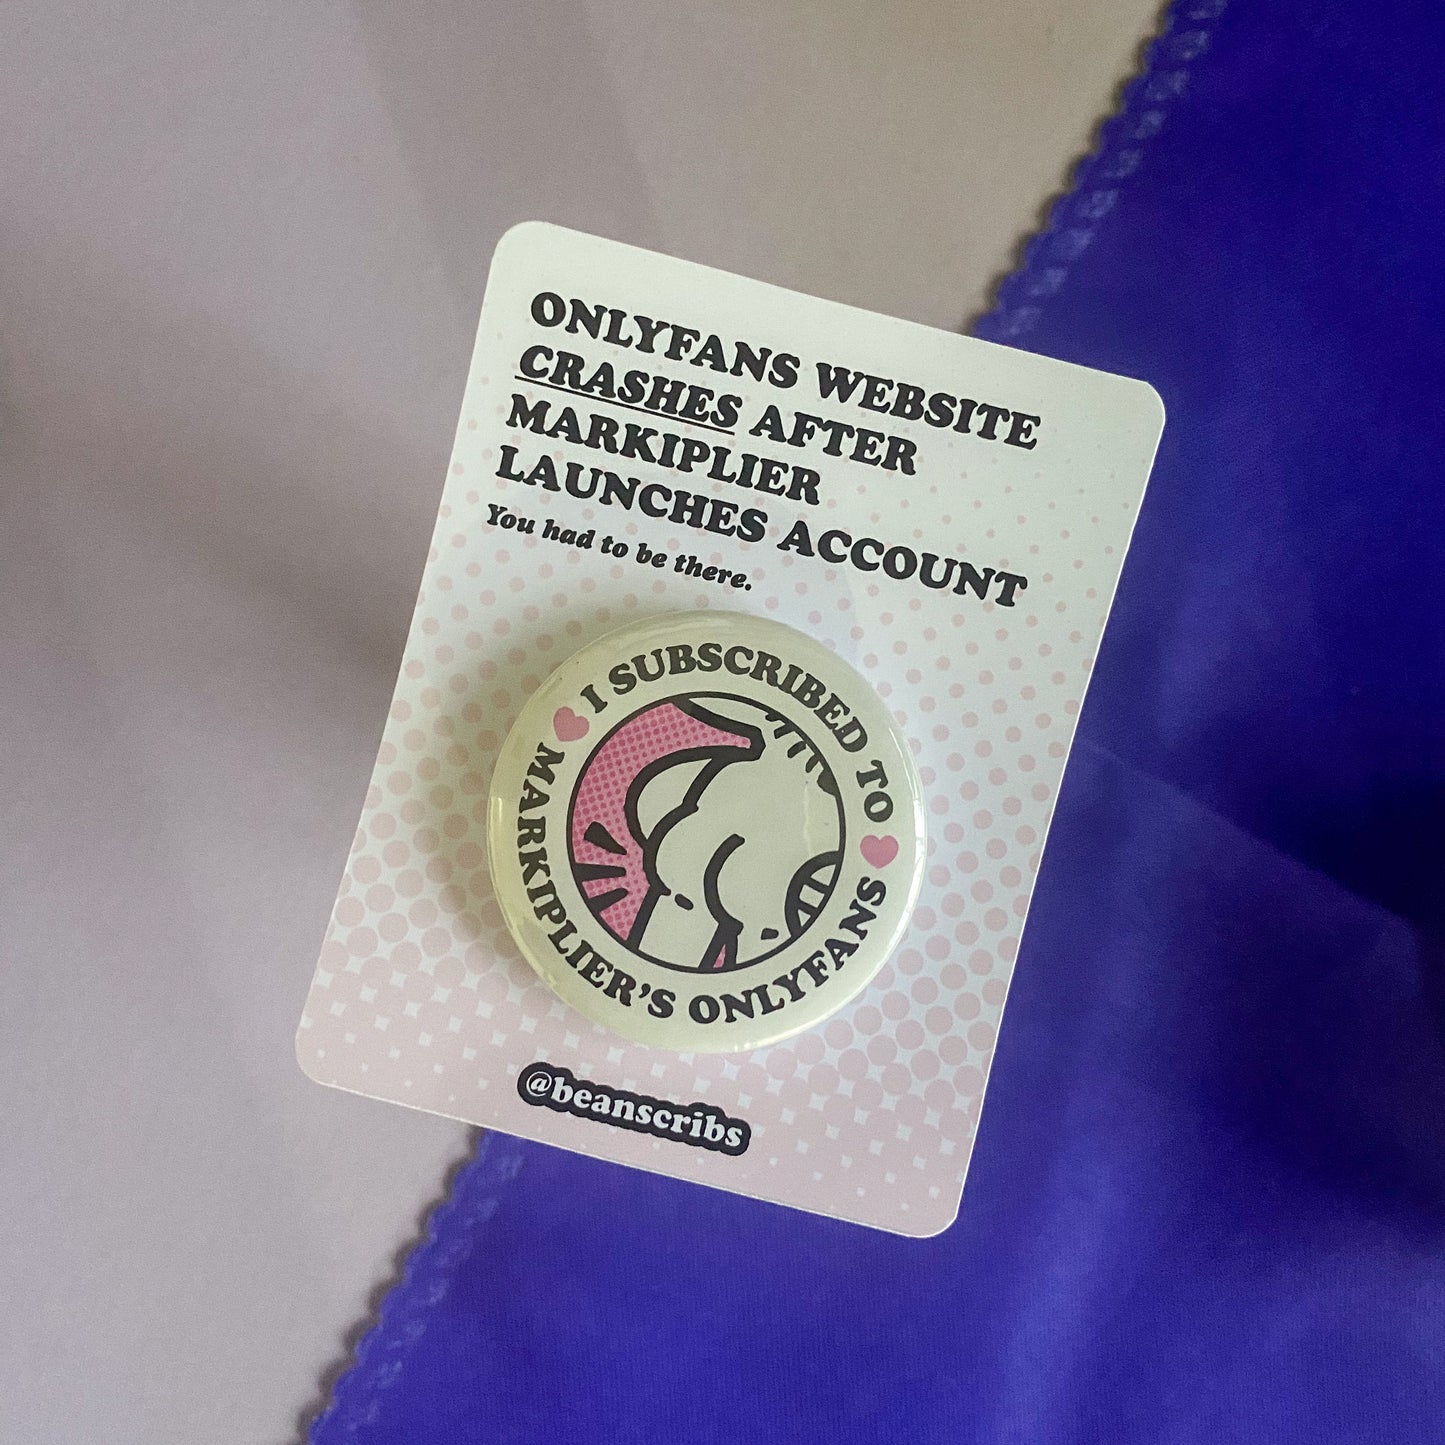 ONLYFANS WEBSITE
CRASHES AFTER
MARKIPLIER
LAUNCHES ACCOUNT
You had to be there.
I SUBSCRIBED TO
MARKIPLIER'S ONLYFANS
@beanscribs